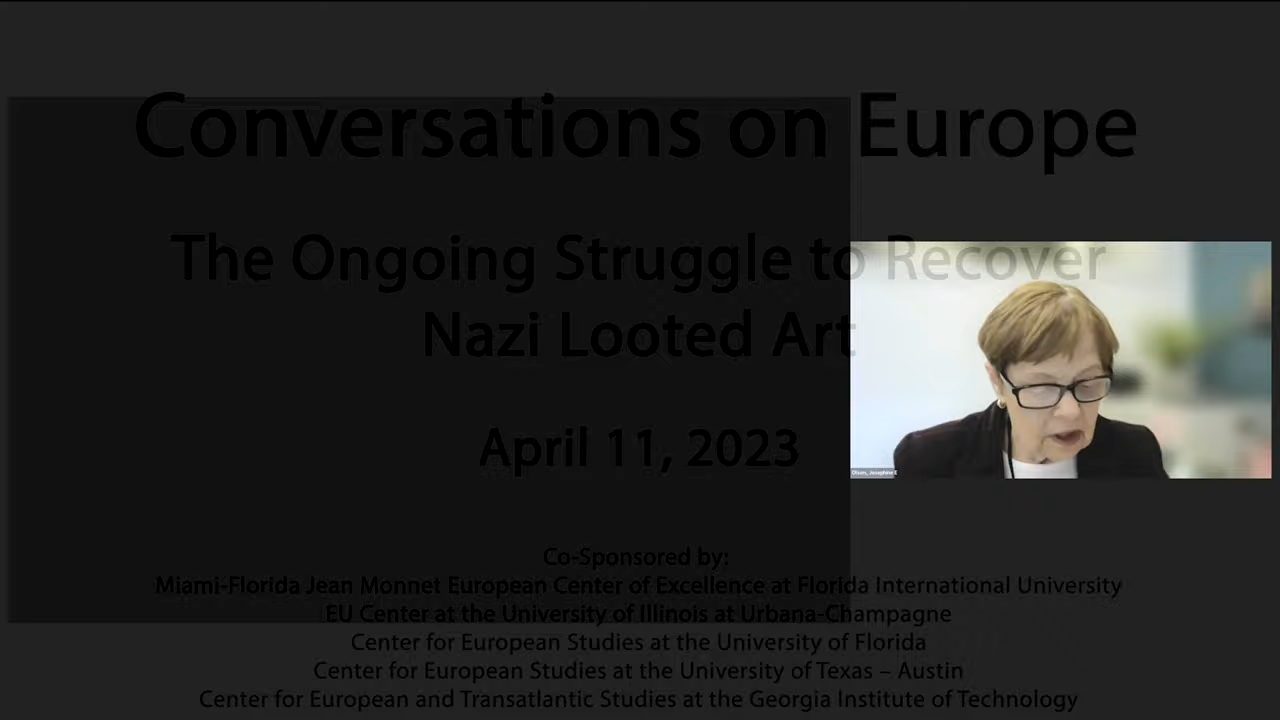 Conversations on Europe
The Ongoing Struggle to Recover
Nazi Looted Art
April 11, 2023
Olsen, Josephine E
Co-Sponsored by:
Miami-Florida Jean Monnet European Center of Excellence at Florida International University
EU Center at the University of Illinois at Urbana-Champagne
Center for European Studies at the University of Florida
Center for European Studies at the University of Texas – Austin
Center for European and Transatlantic Studies at the Georgia Institute of Technology